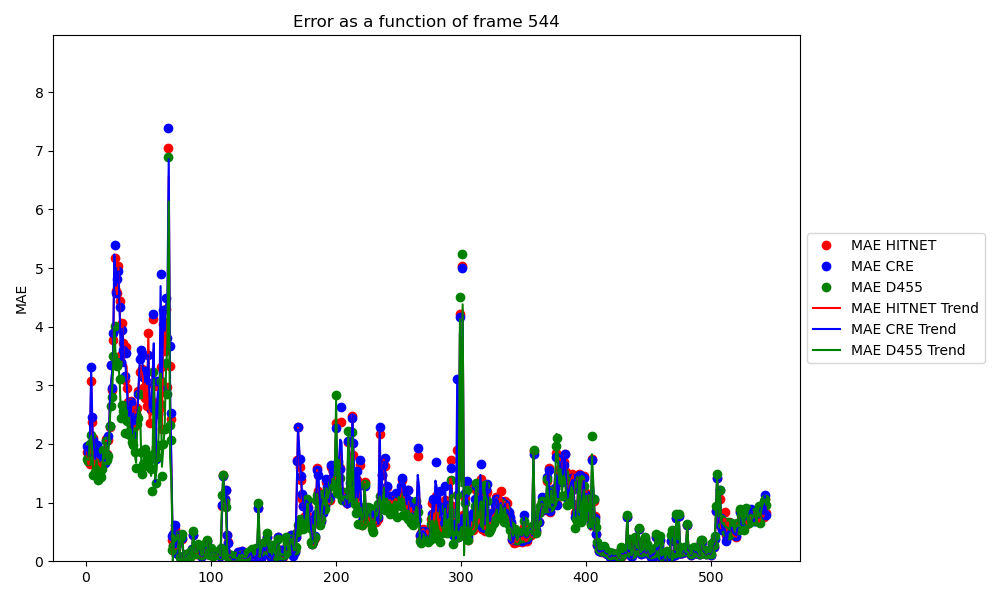 Error as a function of frame 544
MAE
8
7
6
5
4
3
2
1
0
0 100 200 300 400 500
MAE HITNET
MAE CRE
MAE D455
MAE HITNET Trend
MAE CRE Trend
MAE D455 Trend